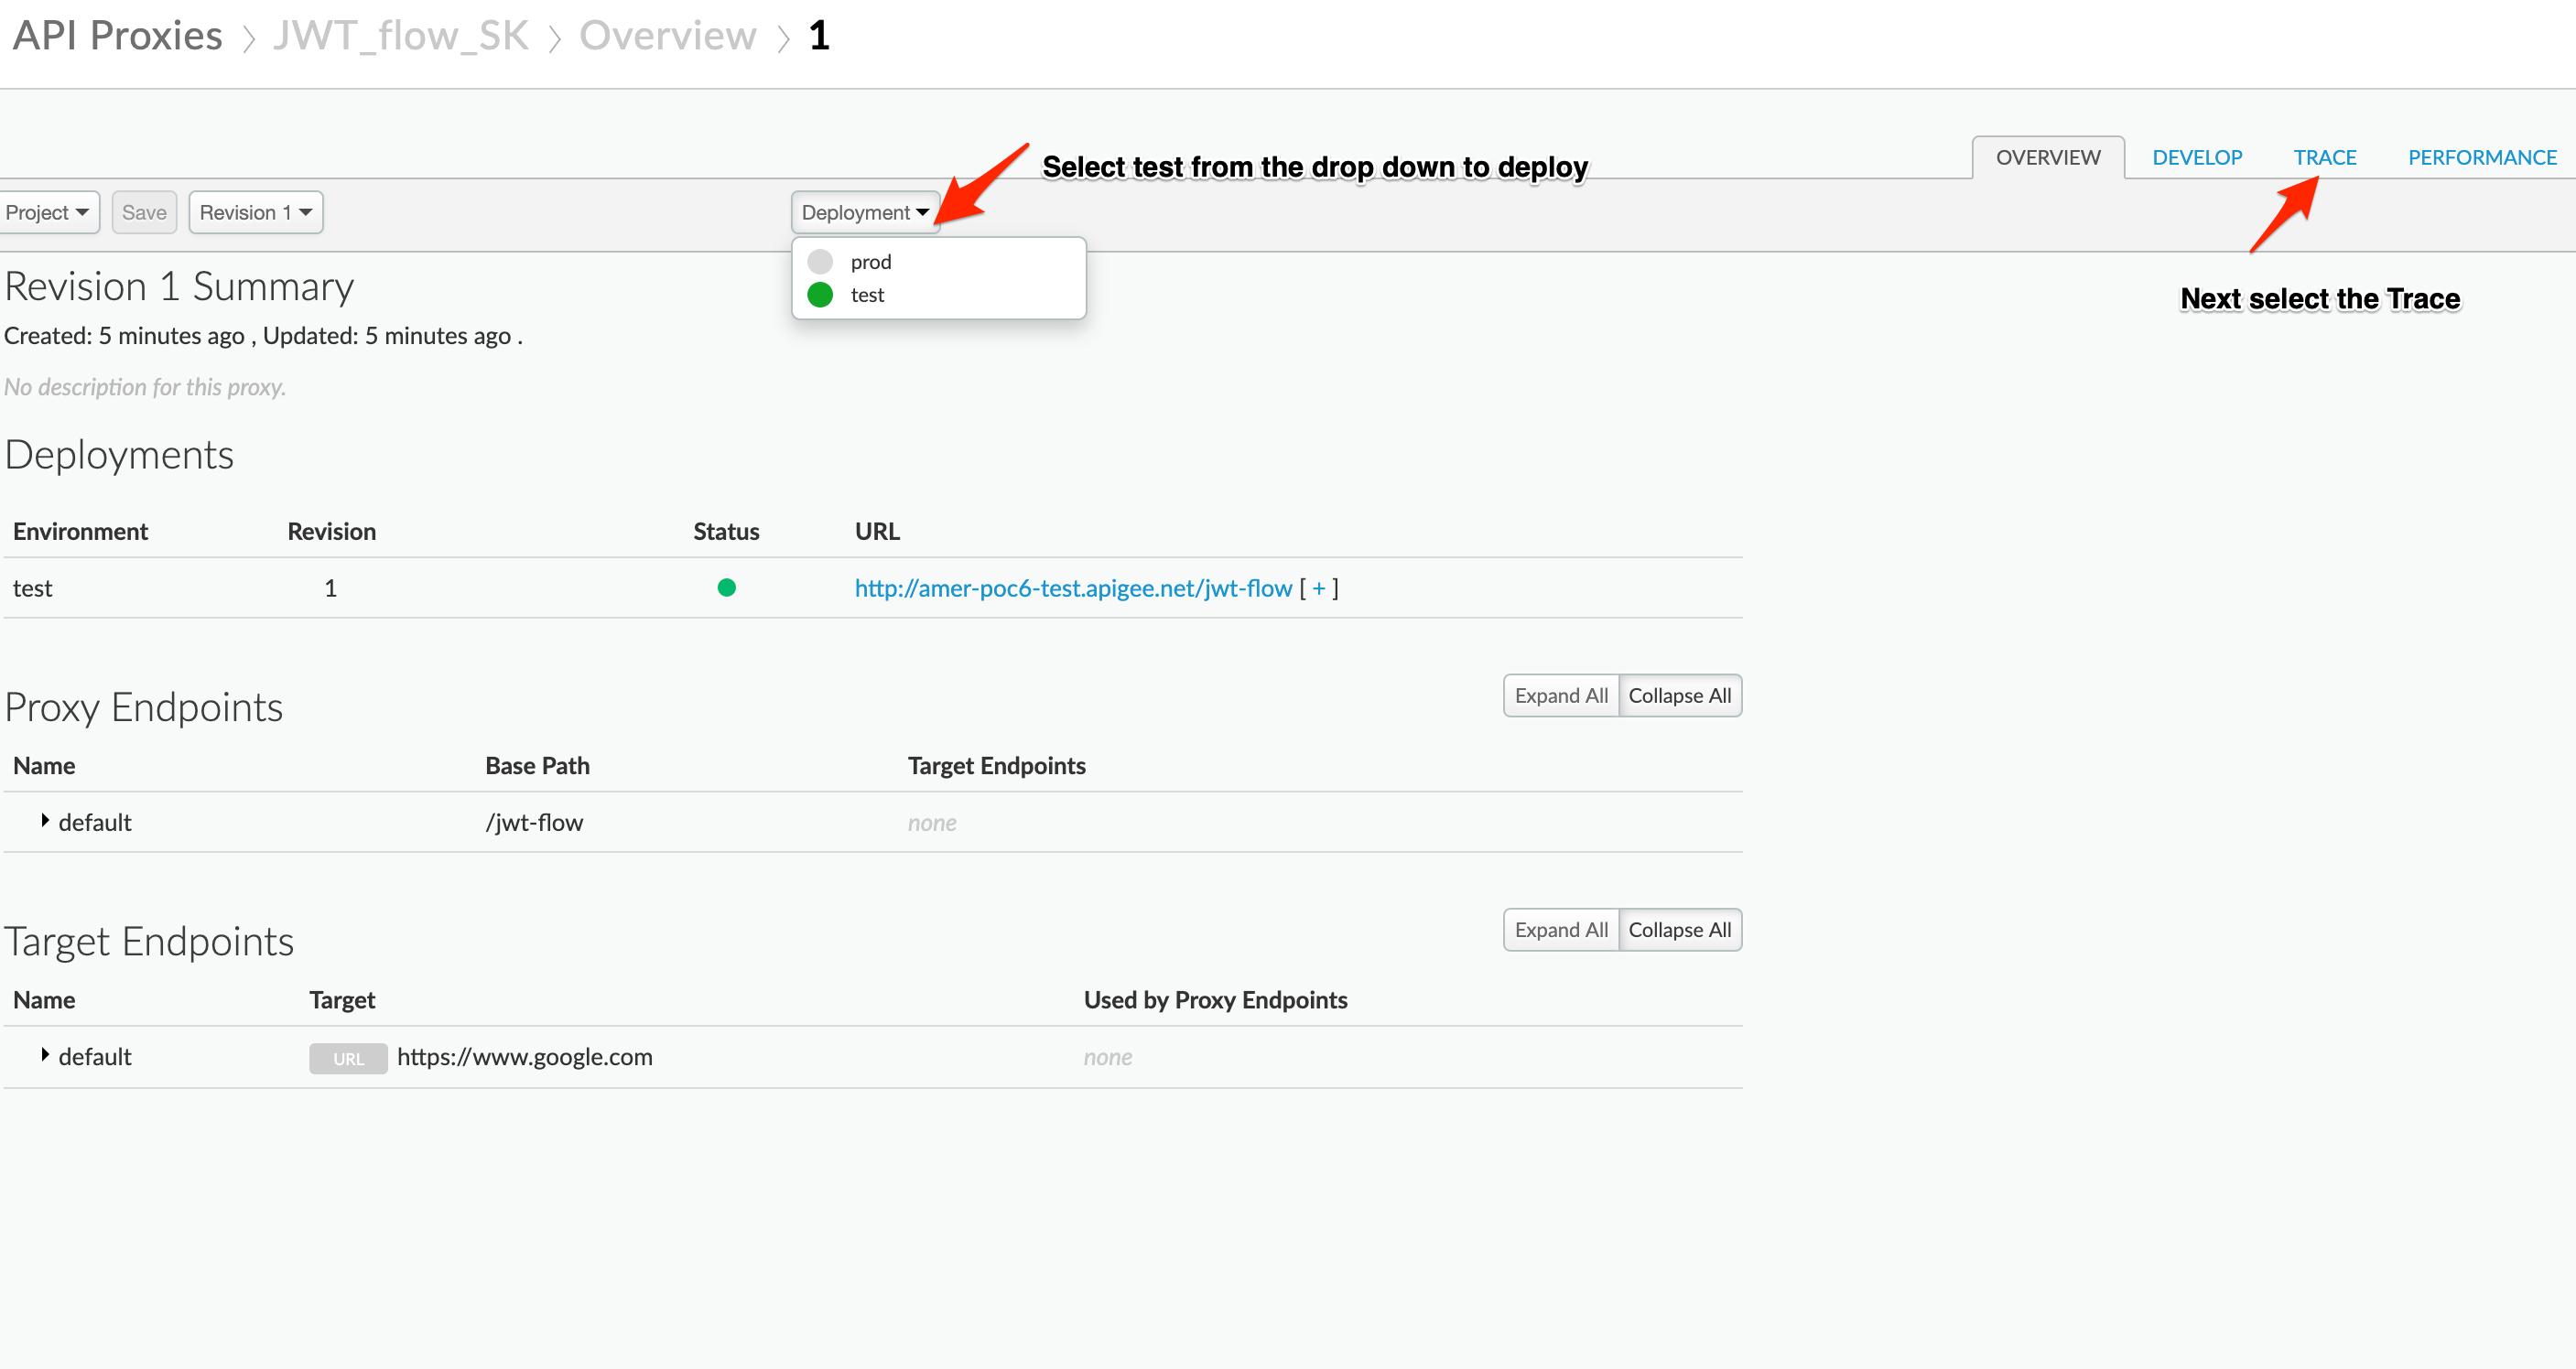 API Proxies > JWT_flow_SK > Overview > 1
Select test from the drop down to deploy
OVERVIEW DEVELOP TRACE PERFORMANCE
Project Save Revision 1 Deployment
prod
test
Next select the Trace
Revision 1 Summary
Created: 5 minutes ago , Updated: 5 minutes ago .
No description for this proxy.
Deployments
Environment Revision Status URL
test 1 http://amer-poc6-test.apigee.net/jwt-flow [ + ]
Proxy Endpoints
Expand All Collapse All
Name Base Path Target Endpoints
default /jwt-flow none
Target Endpoints
Expand All Collapse All
Name Target Used by Proxy Endpoints
default URL https://www.google.com none